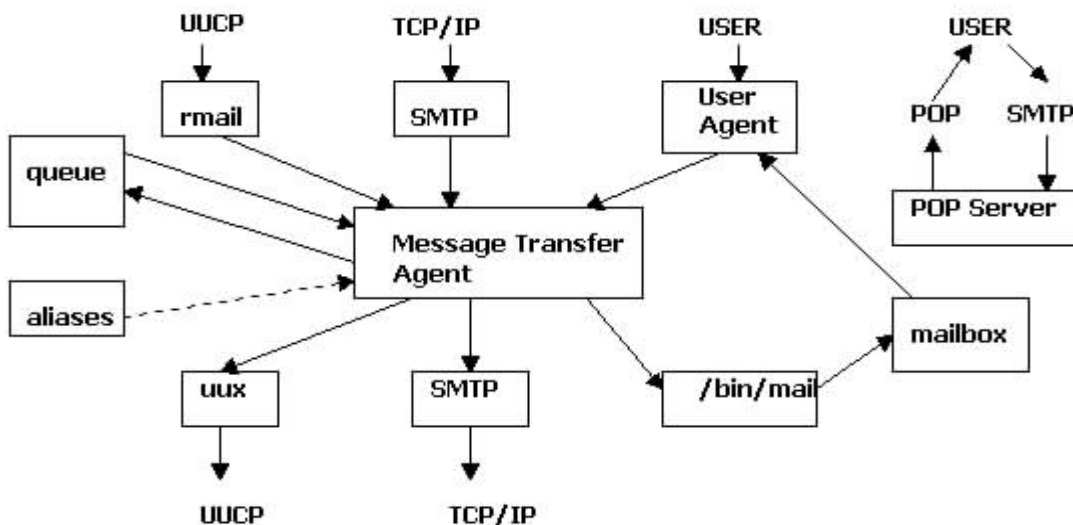 UUCP
TCP/IP
USER
USER
rmail
SMTP
User
Agent
POP
SMTP
queue
POP Server
Message Transfer
Agent
aliases
mailbox
uux
SMTP
/bin/mail
UUCP
TCP/IP